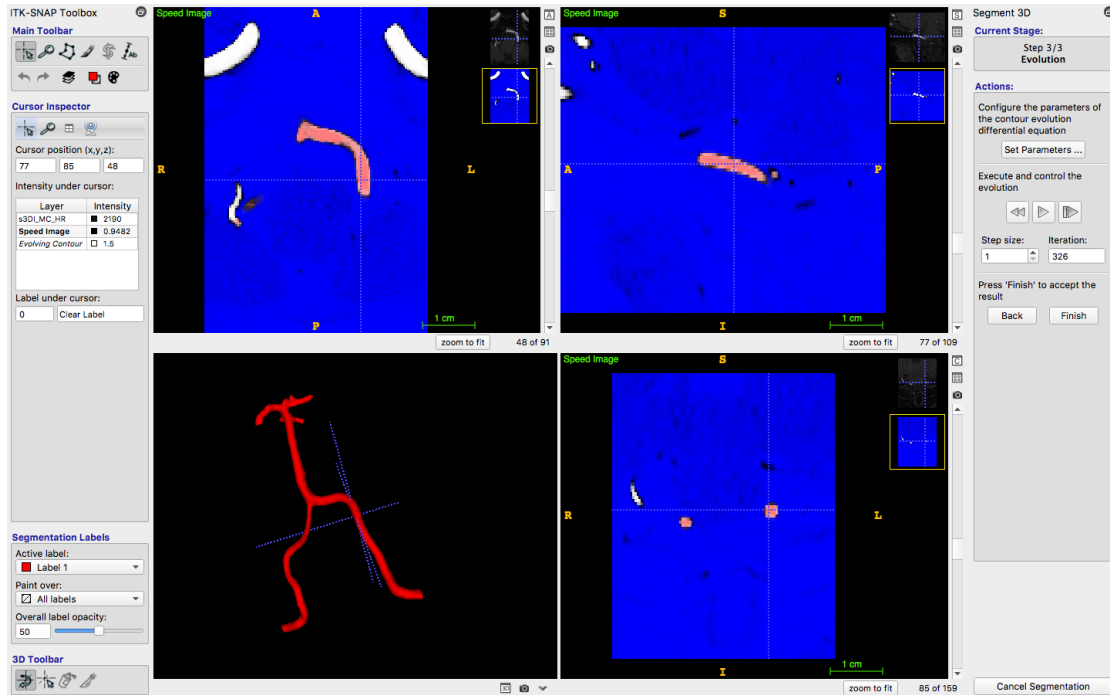 ITK-SNAP Toolbox
Main Toolbar
Cursor Inspector
Cursor position (x,y,z):
77 85 48
Intensity under cursor:
Layer Intensity
s3DI_MC_HR 2190
Speed Image 0.9482
Evolving Contour 1.5
Label under cursor:
0 Clear Label
Segmentation Labels
Active label:
Label 1
Paint over:
All labels
Overall label opacity:
50
3D Toolbar
Speed Image
A
R
L
P
1 cm
zoom to fit 48 of 91
Speed Image
S
A
P
I
1 cm
zoom to fit 77 of 109
Speed Image
S
R
L
I
1 cm
zoom to fit 85 of 159
A
S
C
3D
Segment 3D
Current Stage:
Step 3/3
Evolution
Actions:
Configure the parameters of
the contour evolution
differential equation
Set Parameters ...
Execute and control the
evolution
Step size: Iteration:
1 326
Press 'Finish' to accept the
result
Back Finish
Cancel Segmentation